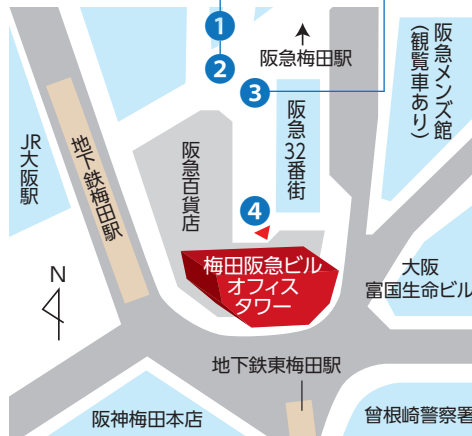 1
2
3
阪急梅田駅
阪急メンズ館
(観覧車あり)
JR大阪駅
地下鉄梅田駅
阪急百貨店
阪急32番街
4
梅田阪急ビル
オフィス
タワー
大阪
富国生命ビル
N
地下鉄東梅田駅
阪神梅田本店
曾根崎警察署